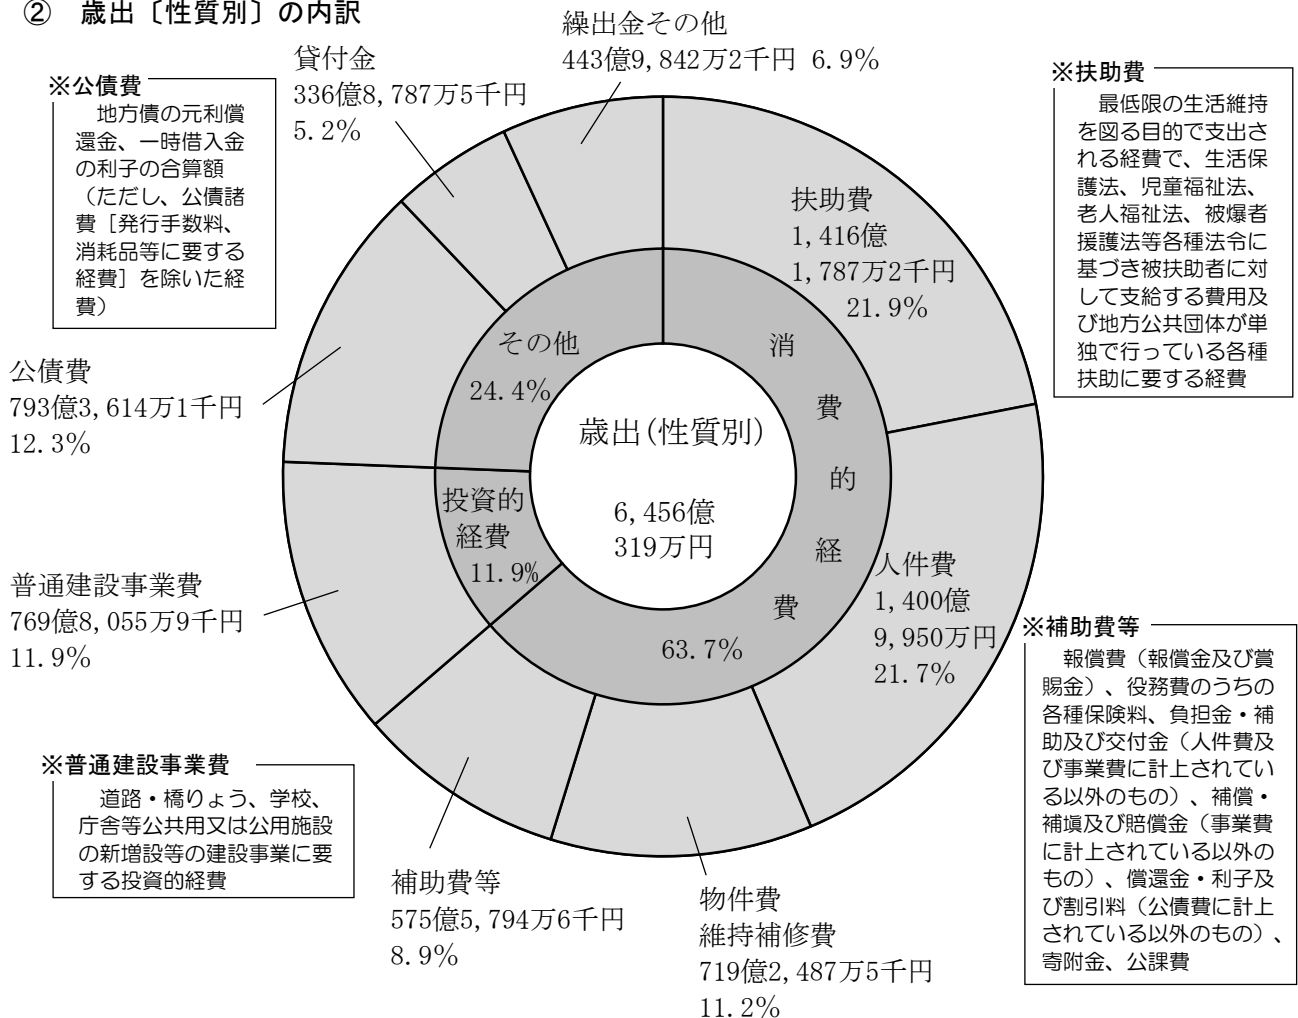 ② 歳出〔性質別〕の内訳
繰出金その他
443億9,842万2千円 6.9%
貸付金
336億8,787万5千円
5.2%
※公債費
地方債の元利償
還金、一時借入金
の利子の合算額
（ただし、公債諸
費［発行手数料、
消耗品等に要する
経費］を除いた経
費）
※扶助費
最低限の生活維持
を図る目的で支出さ
れる経費で、生活保
護法、児童福祉法、
老人福祉法、被爆者
援護法等各種法令に
基づき被扶助者に対
して支給する費用及
び地方公共団体が単
独で行っている各種
扶助に要する経費
扶助費
1,416億
1,787万2千円
21.9%
公債費
793億3,614万1千円
12.3%
その他
24.4%
消費的経費
63.7%
歳出(性質別)
6,456億
319万円
投資的
経費
11.9%
人件費
1,400億
9,950万円
21.7%
普通建設事業費
769億8,055万9千円
11.9%
※補助費等
報償費（報償金及び賞
賜金）、役務費のうちの
各種保険料、負担金・補
助及び交付金（人件費及
び事業費に計上されてい
る以外のもの）、補償・
補塡及び賠償金（事業費
に計上されている以外の
もの）、償還金・利子及
び割引料（公債費に計上
されている以外のもの）、
寄附金、公課費
※普通建設事業費
道路・橋りょう、学校、
庁舎等公共用又は公用施設
の新増設等の建設事業に要
する投資的経費
補助費等
575億5,794万6千円
8.9%
物件費
維持補修費
719億2,487万5千円
11.2%